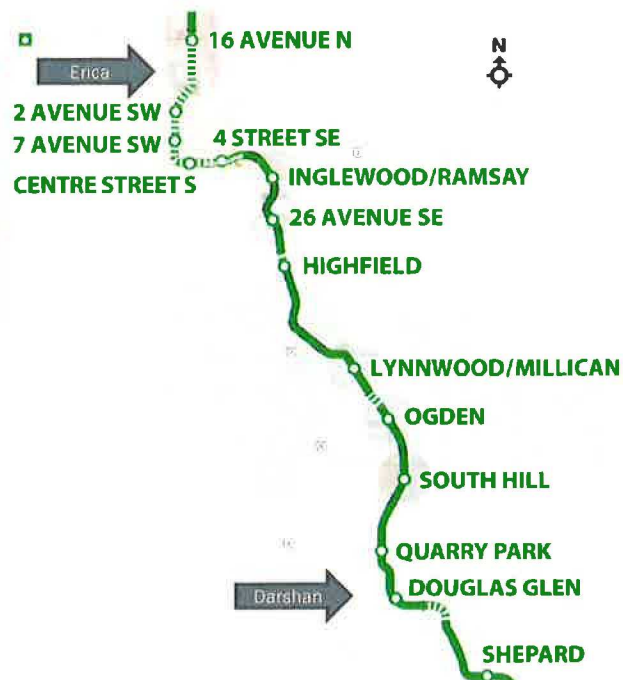 16 AVENUE N
N
Erica
2 AVENUE SW
7 AVENUE SW
4 STREET SE
CENTRE STREET S
INGLEWOOD/RAMSAY
26 AVENUE SE
HIGHFIELD
LYNNWOOD/MILLICAN
OGDEN
SOUTH HILL
QUARRY PARK
DOUGLAS GLEN
Darshan
SHEPARD